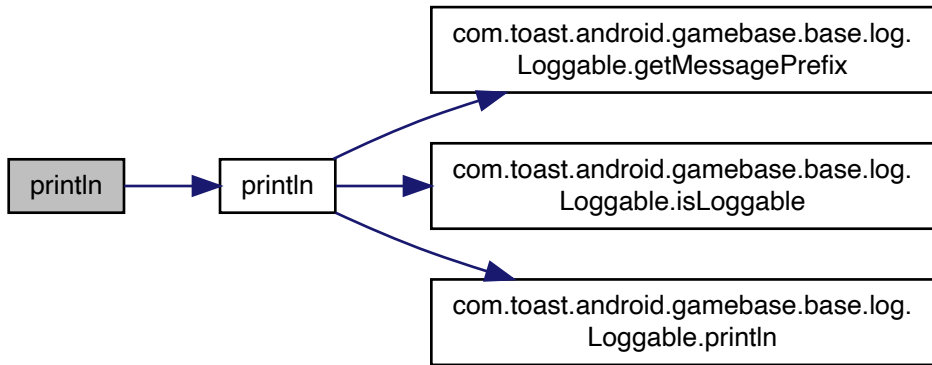 println
println
com.toast.android.gamebase.base.log.
Loggable.getMessagePrefix
com.toast.android.gamebase.base.log.
Loggable.isLoggable
com.toast.android.gamebase.base.log.
Loggable.println